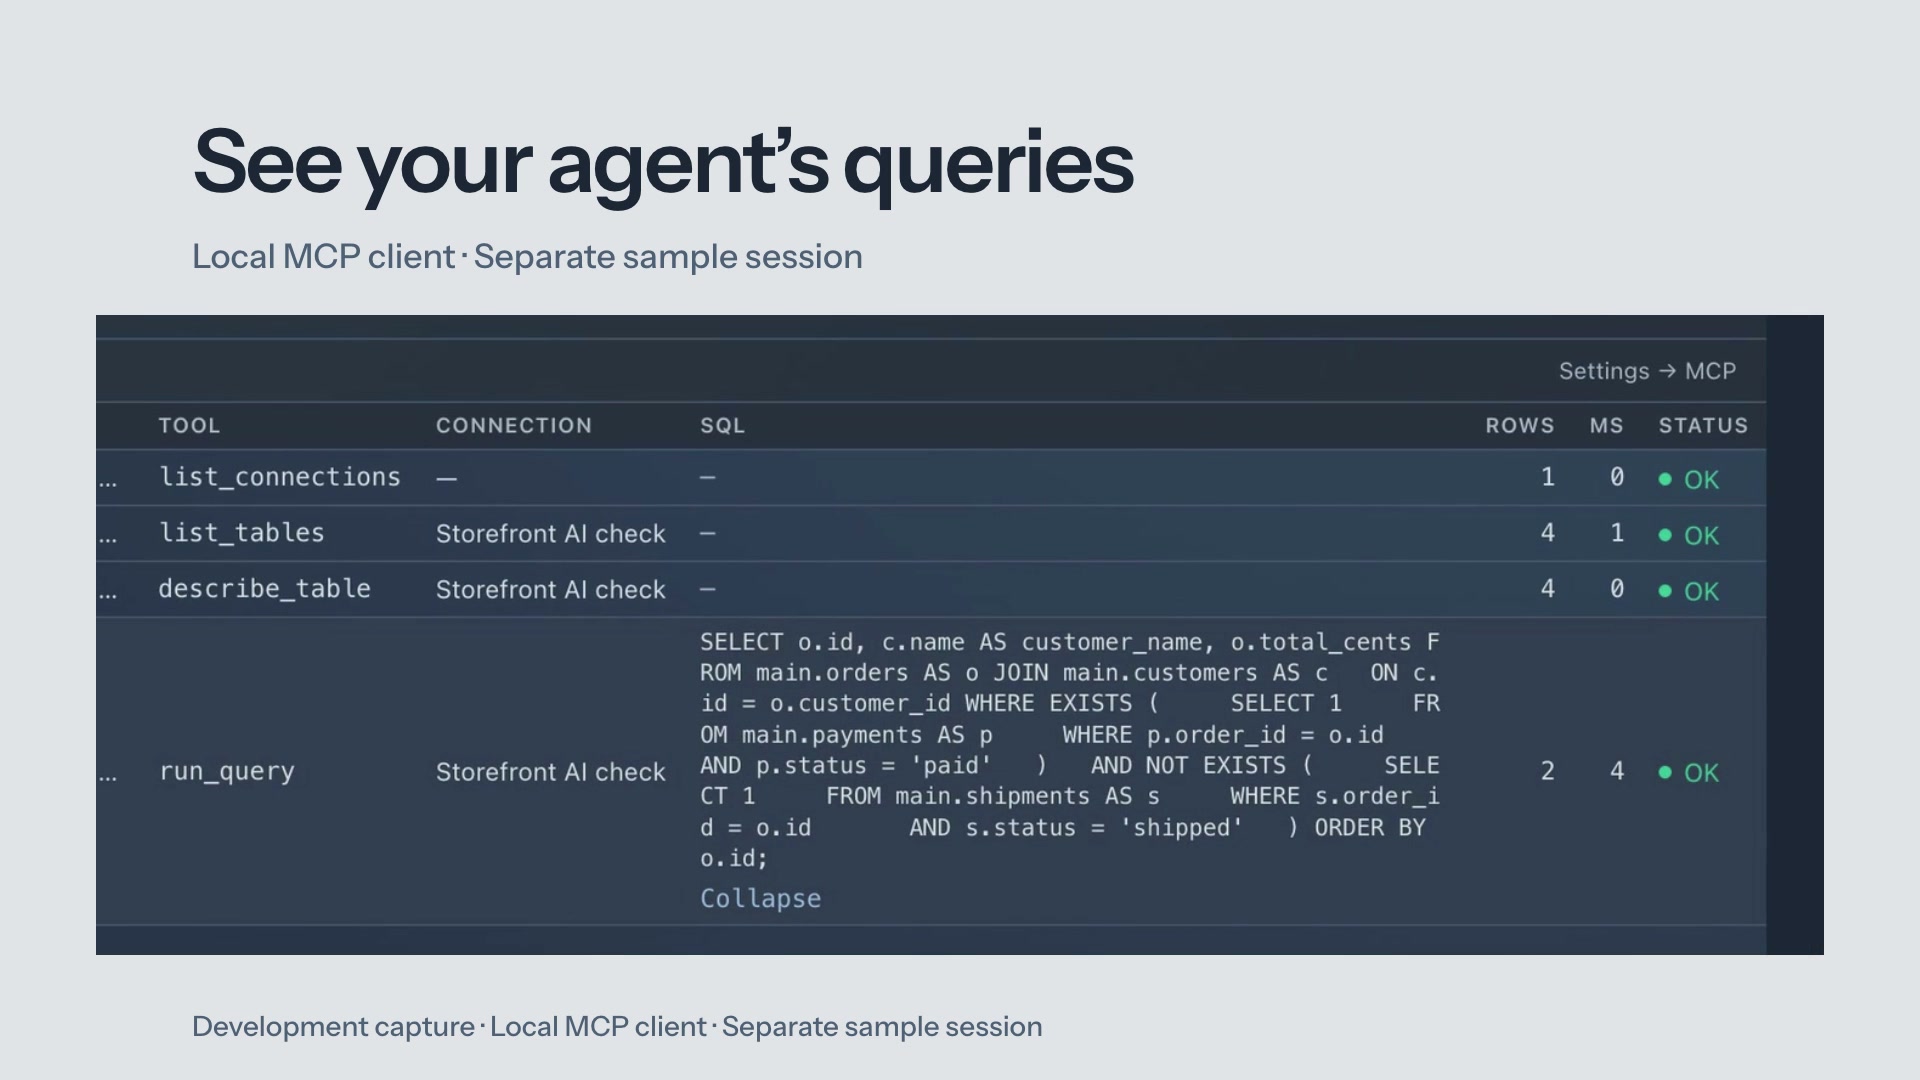 See your agent’s queries
Local MCP client · Separate sample session
Settings → MCP
TOOL CONNECTION SQL ROWS MS STATUS
... list_connections — — 1 0 OK
... list_tables Storefront AI check — 4 1 OK
... describe_table Storefront AI check — 4 0 OK
SELECT o.id, c.name AS customer_name, o.total_cents F
ROM main.orders AS o JOIN main.customers AS c   ON c.
id = o.customer_id WHERE EXISTS (     SELECT 1     FR
OM main.payments AS p     WHERE p.order_id = o.id
AND p.status = 'paid'   )   AND NOT EXISTS (     SELE
... run_query Storefront AI check 2 4 OK
CT 1     FROM main.shipments AS s     WHERE s.order_i
d = o.id       AND s.status = 'shipped'   ) ORDER BY
o.id;
Collapse
Development capture · Local MCP client · Separate sample session